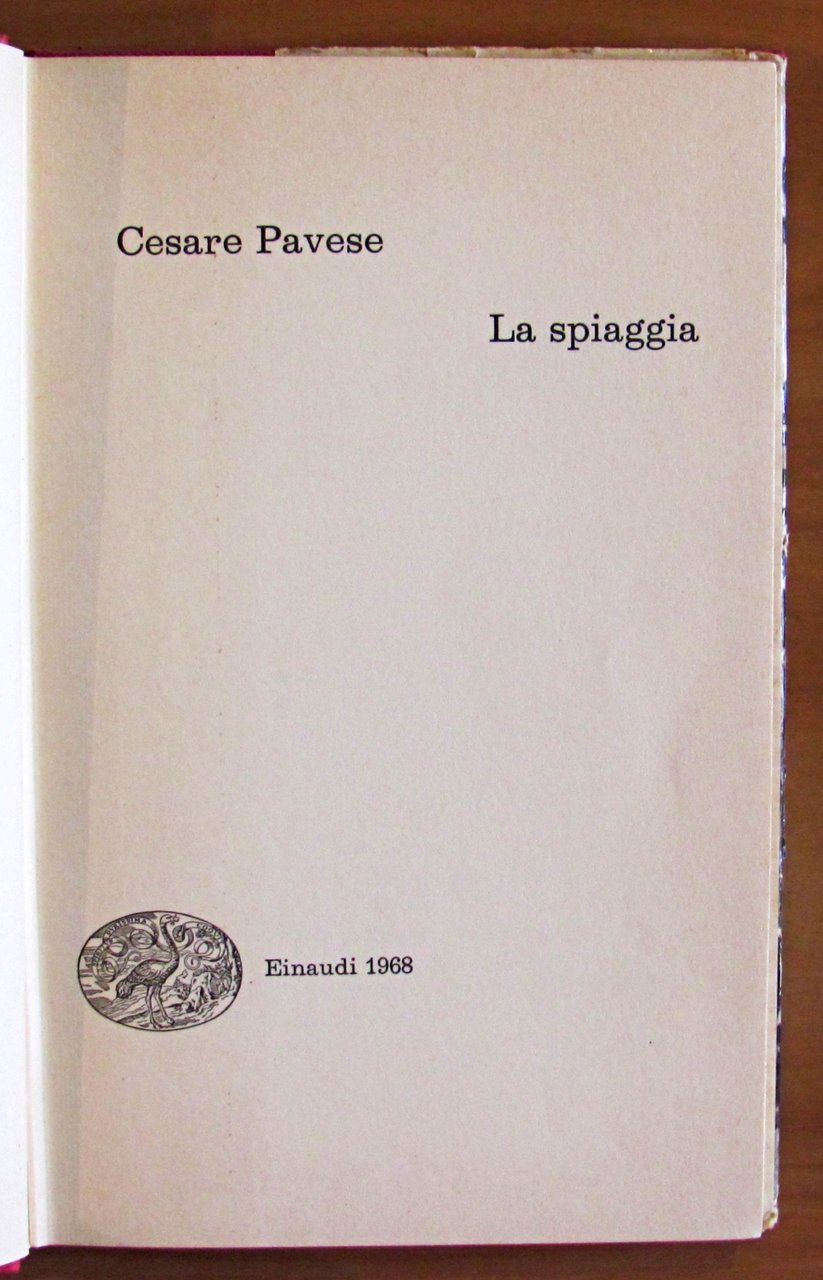 Cesare Pavese
La spiaggia
Einaudi 1968